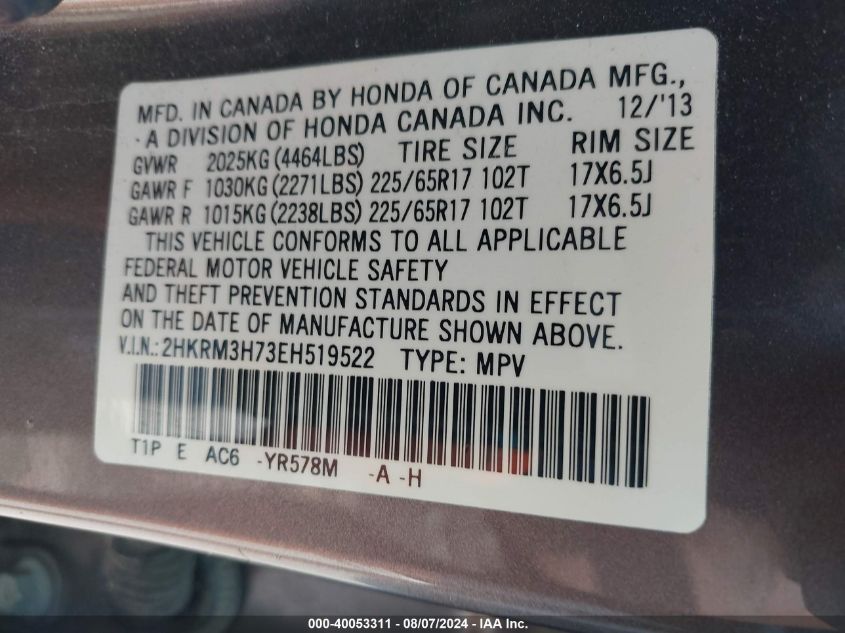 MFD. IN CANADA BY HONDA OF CANADA MFG.,
A DIVISION OF HONDA CANADA INC. 12/'13
GVWR 2025KG (4464LBS) TIRE SIZE RIM SIZE
GAWR F 1030KG (2271LBS) 225/65R17 102T 17X6.5J
GAWR R 1015KG (2238LBS) 225/65R17 102T 17X6.5J
THIS VEHICLE CONFORMS TO ALL APPLICABLE
FEDERAL MOTOR VEHICLE SAFETY
AND THEFT PREVENTION STANDARDS IN EFFECT
ON THE DATE OF MANUFACTURE SHOWN ABOVE.
V.I.N.: 2HKRM3H73EH519522 TYPE: MPV
T1P E AC6 -YR578M -A -H
000-40053311 - 08/07/2024 - IAA Inc.